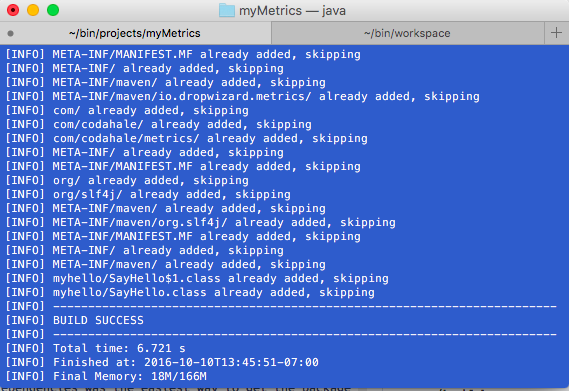 myMetrics — java
~/bin/projects/myMetrics ~/bin/workspace
[INFO] META-INF/MANIFEST.MF already added, skipping
[INFO] META-INF/ already added, skipping
[INFO] META-INF/maven/ already added, skipping
[INFO] META-INF/maven/io.dropwizard.metrics/ already added, skipping
[INFO] com/ already added, skipping
[INFO] com/codahale/ already added, skipping
[INFO] com/codahale/metrics/ already added, skipping
[INFO] META-INF/ already added, skipping
[INFO] META-INF/MANIFEST.MF already added, skipping
[INFO] org/ already added, skipping
[INFO] org/slf4j/ already added, skipping
[INFO] META-INF/maven/ already added, skipping
[INFO] META-INF/maven/org.slf4j/ already added, skipping
[INFO] META-INF/MANIFEST.MF already added, skipping
[INFO] META-INF/ already added, skipping
[INFO] META-INF/maven/ already added, skipping
[INFO] myhello/SayHello$1.class already added, skipping
[INFO] myhello/SayHello.class already added, skipping
[INFO] ------------------------------------------------------------------------
[INFO] BUILD SUCCESS
[INFO] ------------------------------------------------------------------------
[INFO] Total time: 6.721 s
[INFO] Finished at: 2016-10-10T13:45:51-07:00
[INFO] Final Memory: 18M/166M